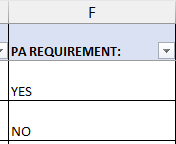 F
PA REQUIREMENT:
YES
NO